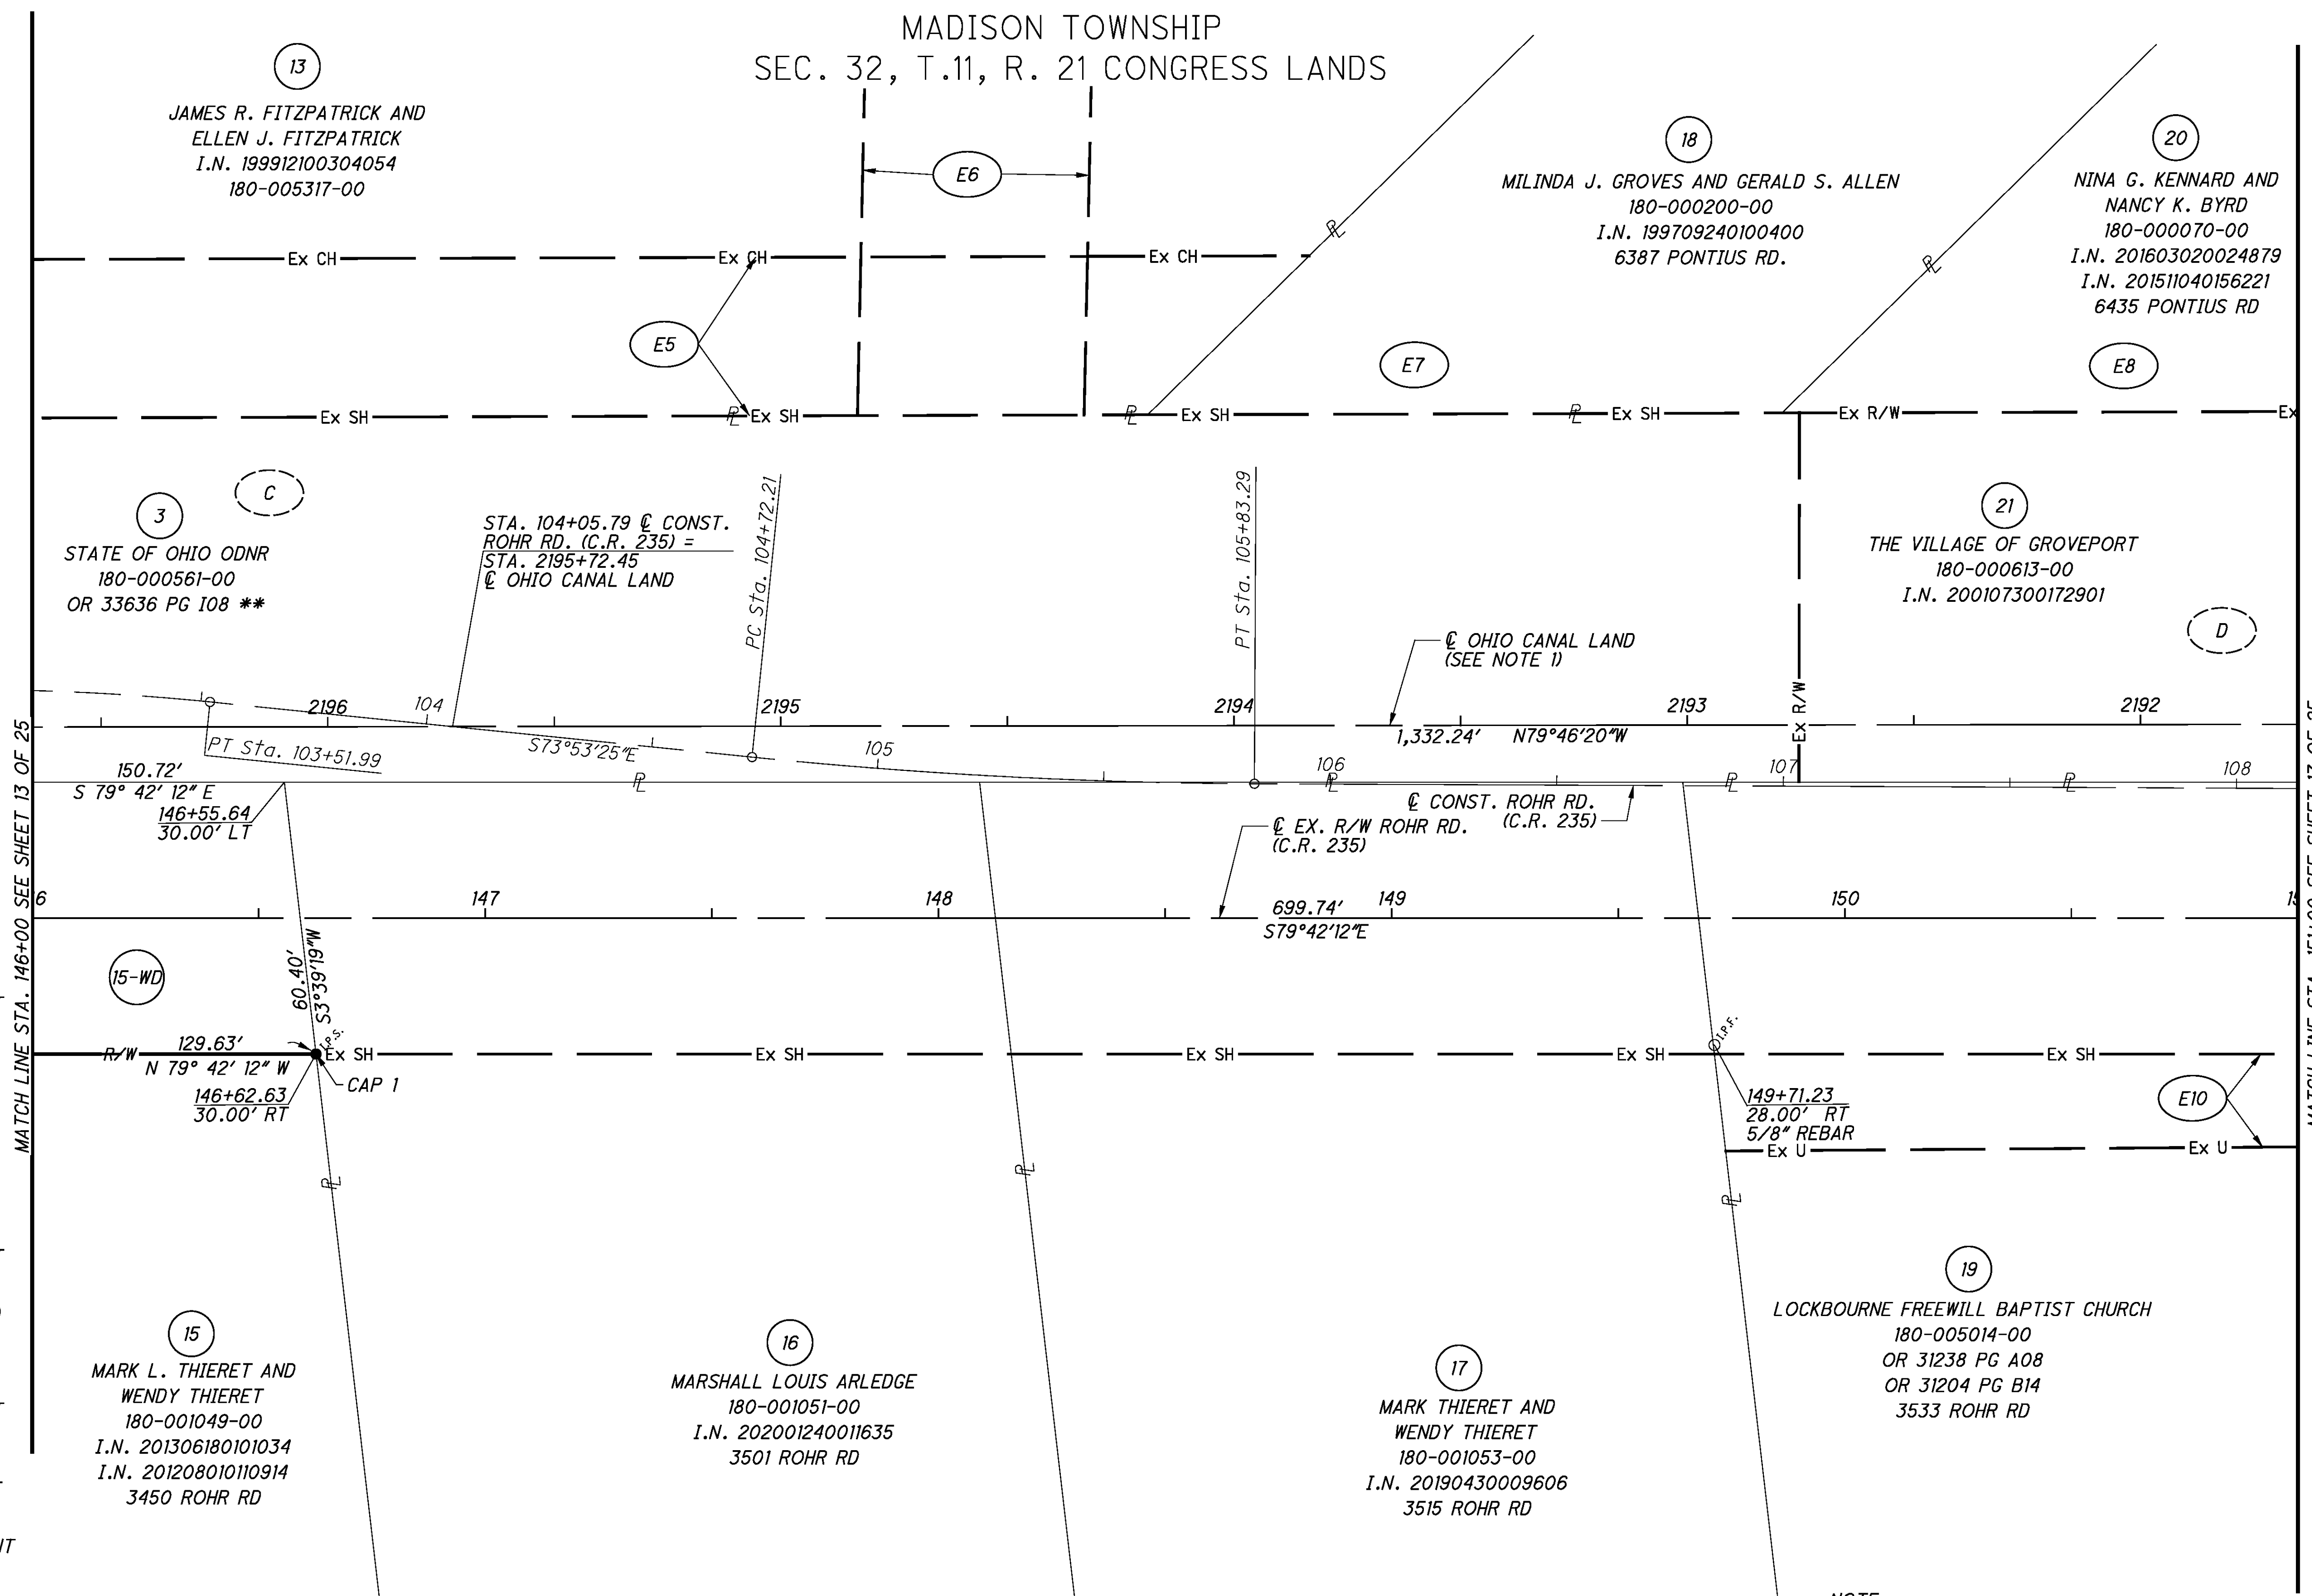 MADISON TOWNSHIP
SEC. 32, T.11, R. 21 CONGRESS LANDS
13
JAMES R. FITZPATRICK AND
ELLEN J. FITZPATRICK
I.N. 199912100304054
180-005317-00
E6
18
MILINDA J. GROVES AND GERALD S. ALLEN
180-000200-00
I.N. 199709240100400
6387 PONTIUS RD.
20
NINA G. KENNARD AND
NANCY K. BYRD
180-000070-00
I.N. 201603020024879
I.N. 201511040156221
6435 PONTIUS RD
Ex CH
Ex CH
Ex CH
E5
E7
E8
Ex SH
Ex SH
Ex SH
Ex SH
Ex R/W
Ex
C
3
STATE OF OHIO ODNR
180-000561-00
OR 33636 PG I08 **
STA. 104+05.79 ℄ CONST.
ROHR RD. (C.R. 235) =
STA. 2195+72.45
℄ OHIO CANAL LAND
PC Sta. 104+72.21
PT Sta. 105+83.29
21
THE VILLAGE OF GROVEPORT
180-000613-00
I.N. 200107300172901
D
℄ OHIO CANAL LAND
(SEE NOTE 1)
Ex R/W
2196
104
2195
2194
2193
2192
1,332.24' N79°46'20"W
PT Sta. 103+51.99
S73°53'25"E
105
106
107
108
150.72'
S 79° 42' 12" E
146+55.64
30.00' LT
℄ CONST. ROHR RD.
(C.R. 235)
℄ EX. R/W ROHR RD.
(C.R. 235)
MATCH LINE STA. 146+00 SEE SHEET 13 OF 25
6
147
148
149
150
15
699.74'
S79°42'12"E
60.40'
S3°39'19"W
15-WD
I.P.S.
I.P.F.
R/W
129.63'
N 79° 42' 12" W
Ex SH
Ex SH
Ex SH
Ex SH
Ex SH
CAP 1
146+62.63
30.00' RT
149+71.23
28.00' RT
5/8" REBAR
E10
Ex U
Ex U
15
MARK L. THIERET AND
WENDY THIERET
180-001049-00
I.N. 201306180101034
I.N. 201208010110914
3450 ROHR RD
16
MARSHALL LOUIS ARLEDGE
180-001051-00
I.N. 202001240011635
3501 ROHR RD
17
MARK THIERET AND
WENDY THIERET
180-001053-00
I.N. 20190430009606
3515 ROHR RD
19
LOCKBOURNE FREEWILL BAPTIST CHURCH
180-005014-00
OR 31238 PG A08
OR 31204 PG B14
3533 ROHR RD